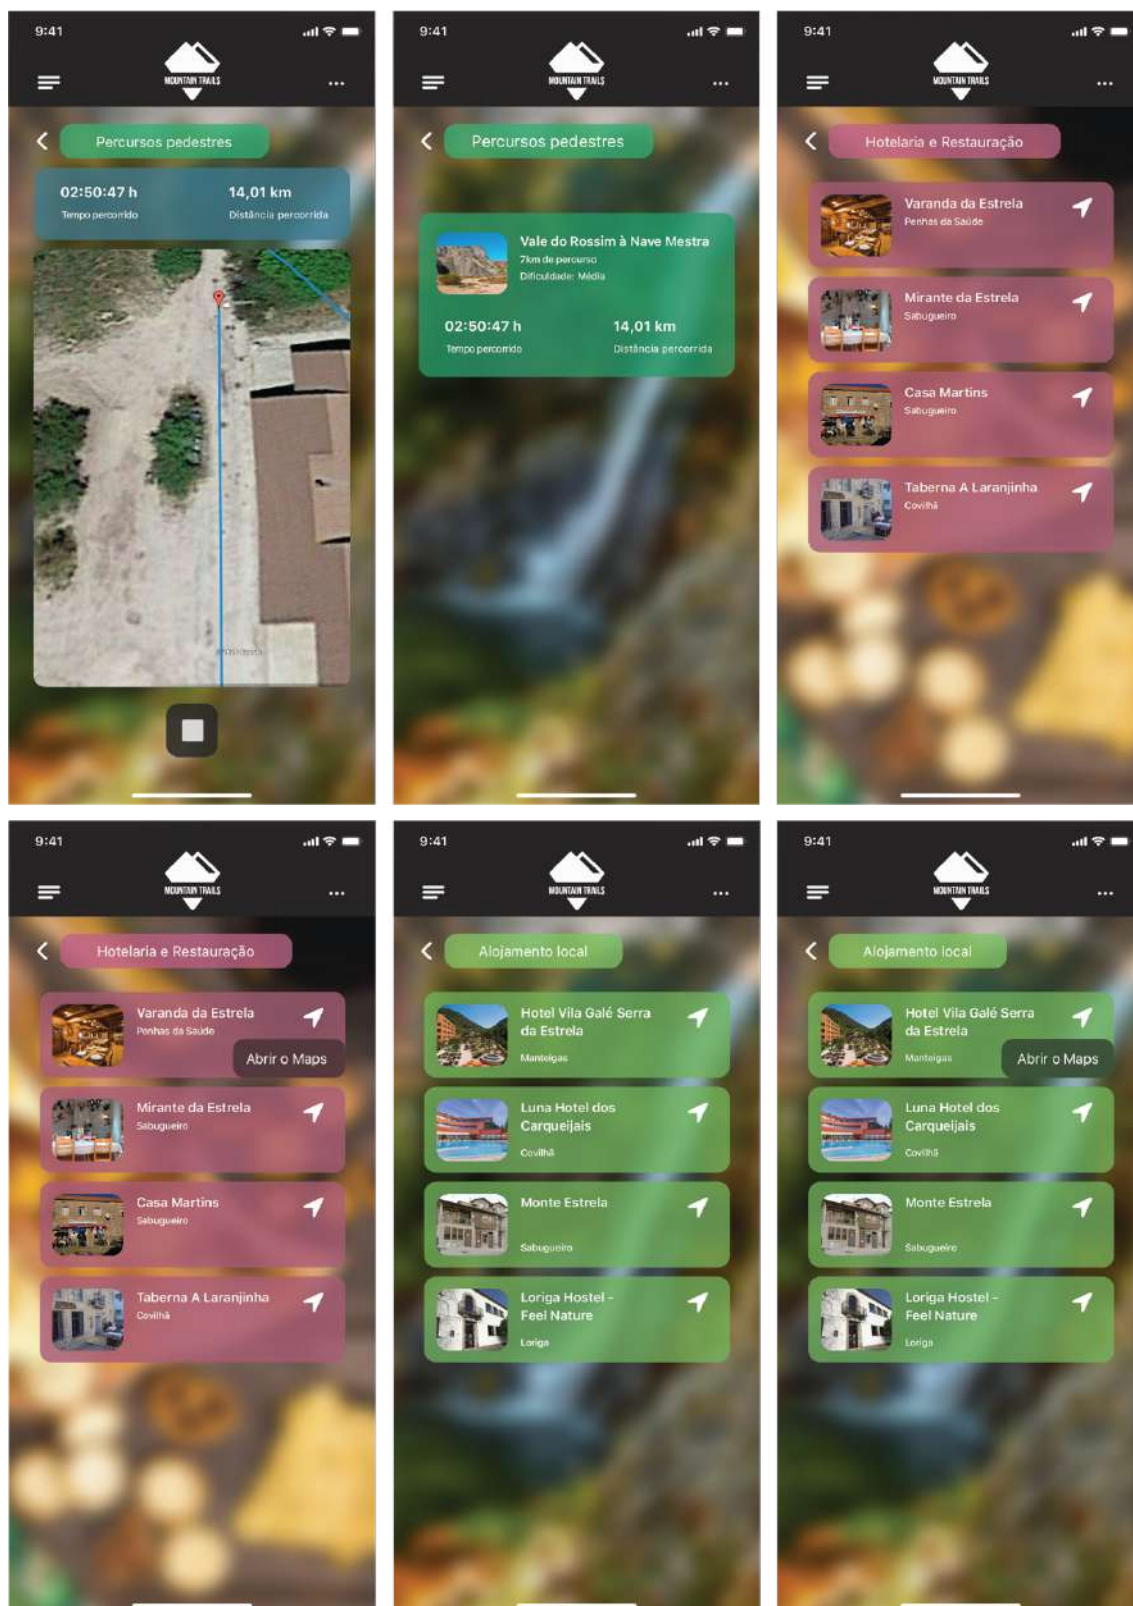 9:41
MOUNTAIN TRAILS
Percursos pedestres
02:50:47 h
14,01 km
Tempo percorrido
Distância percorrida
9:41
MOUNTAIN TRAILS
Percursos pedestres
Vale do Rossim à Nave Mestra
7km de percurso
Dificuldade: Média
02:50:47 h
14,01 km
Tempo percorrido
Distância percorrida
9:41
MOUNTAIN TRAILS
Hotelaria e Restauração
Varanda da Estrela
Penhas da Saúde
Mirante da Estrela
Sabugueiro
Casa Martins
Sabugueiro
Taberna A Laranjinha
Covilhã
9:41
MOUNTAIN TRAILS
Hotelaria e Restauração
Varanda da Estrela
Penhas da Saúde
Abrir o Maps
Mirante da Estrela
Sabugueiro
Casa Martins
Sabugueiro
Taberna A Laranjinha
Covilhã
9:41
MOUNTAIN TRAILS
Alojamento local
Hotel Vila Galé Serra
da Estrela
Manteigas
Luna Hotel dos
Carqueijais
Covilhã
Monte Estrela
Sabugueiro
Loriga Hostel -
Feel Nature
Loriga
9:41
MOUNTAIN TRAILS
Alojamento local
Hotel Vila Galé Serra
da Estrela
Manteigas
Abrir o Maps
Luna Hotel dos
Carqueijais
Covilhã
Monte Estrela
Sabugueiro
Loriga Hostel -
Feel Nature
Loriga